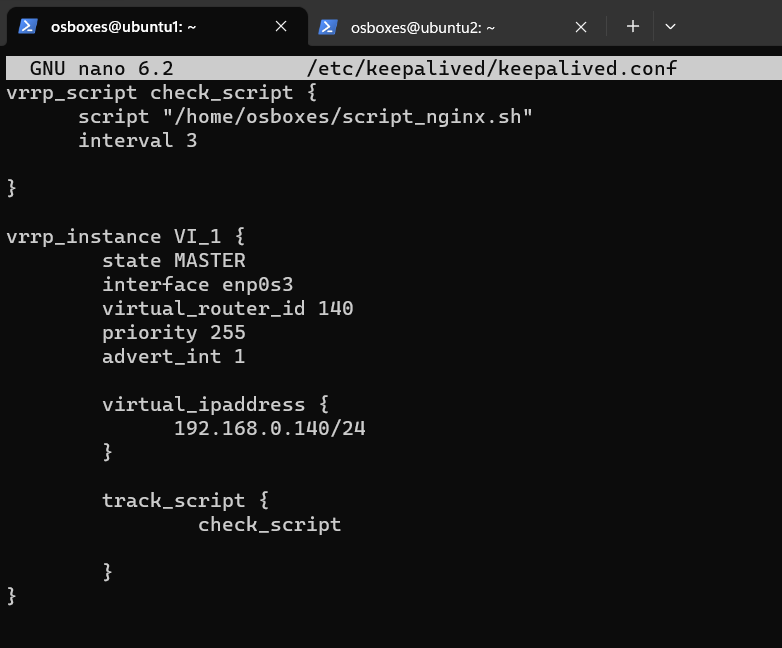 osboxes@ubuntu1: ~
osboxes@ubuntu2: ~
GNU nano 6.2 /etc/keepalived/keepalived.conf
vrrp_script check_script {
script "/home/osboxes/script_nginx.sh"
interval 3
}
vrrp_instance VI_1 {
state MASTER
interface enp0s3
virtual_router_id 140
priority 255
advert_int 1
virtual_ipaddress {
192.168.0.140/24
}
track_script {
check_script
}
}